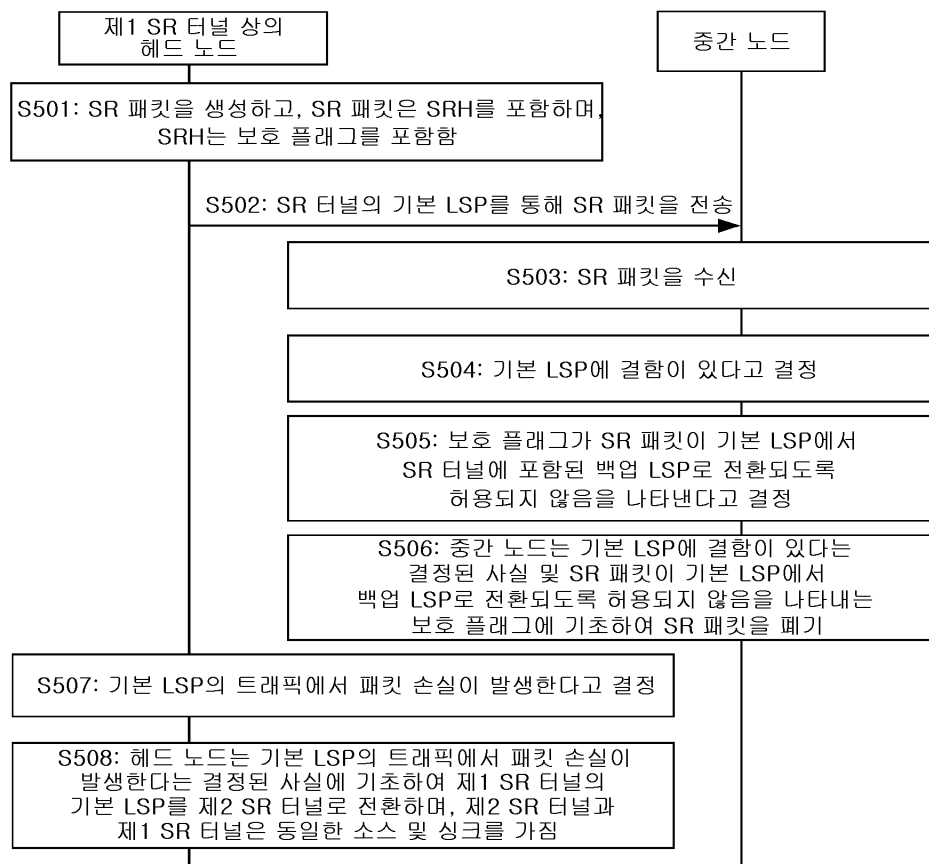 제1 SR 터널 상의
헤드 노드
중간 노드
S501: SR 패킷을 생성하고, SR 패킷은 SRH를 포함하며,
SRH는 보호 플래그를 포함함
S502: SR 터널의 기본 LSP를 통해 SR 패킷을 전송
S503: SR 패킷을 수신
S504: 기본 LSP에 결함이 있다고 결정
S505: 보호 플래그가 SR 패킷이 기본 LSP에서
SR 터널에 포함된 백업 LSP로 전환되도록
허용되지 않음을 나타낸다고 결정
S506: 중간 노드는 기본 LSP에 결함이 있다는
결정된 사실 및 SR 패킷이 기본 LSP에서
백업 LSP로 전환되도록 허용되지 않음을 나타내는
보호 플래그에 기초하여 SR 패킷을 폐기
S507: 기본 LSP의 트래픽에서 패킷 손실이 발생한다고 결정
S508: 헤드 노드는 기본 LSP의 트래픽에서 패킷 손실이
발생한다는 결정된 사실에 기초하여 제1 SR 터널의
기본 LSP를 제2 SR 터널로 전환하며, 제2 SR 터널과
제1 SR 터널은 동일한 소스 및 싱크를 가짐